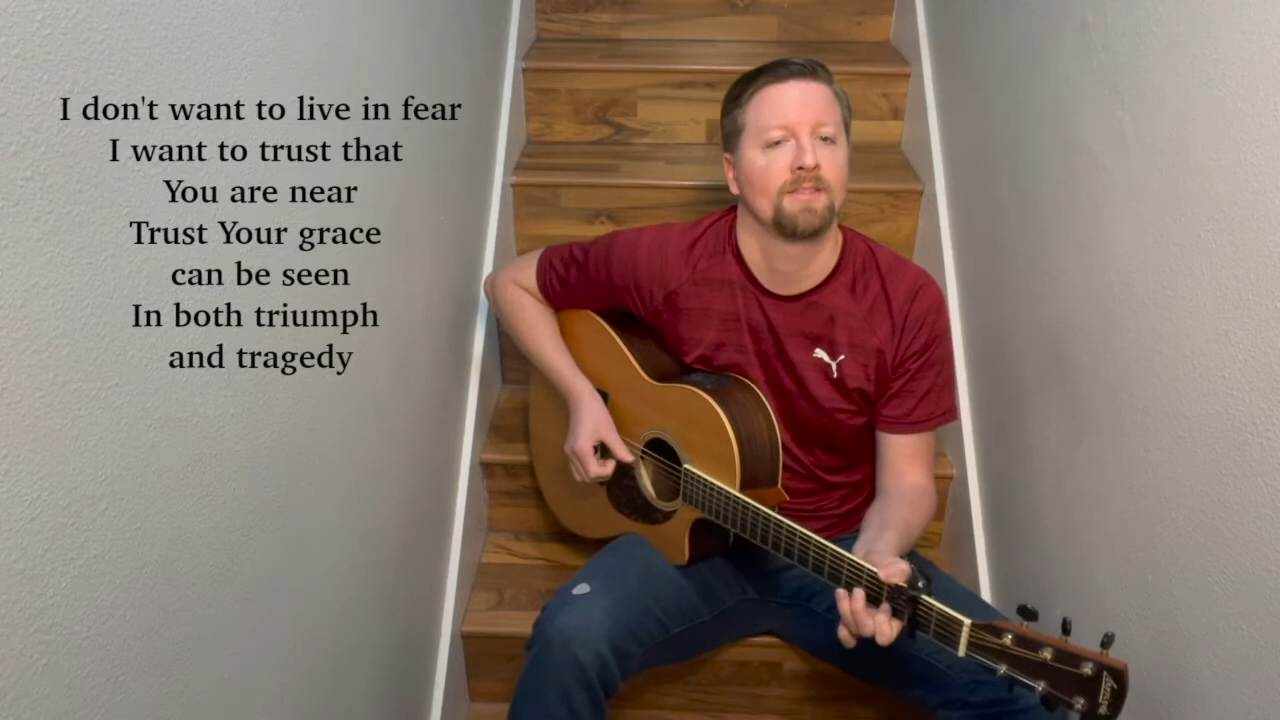 I don't want to live in fear
I want to trust that
You are near
Trust Your grace
can be seen
In both triumph
and tragedy